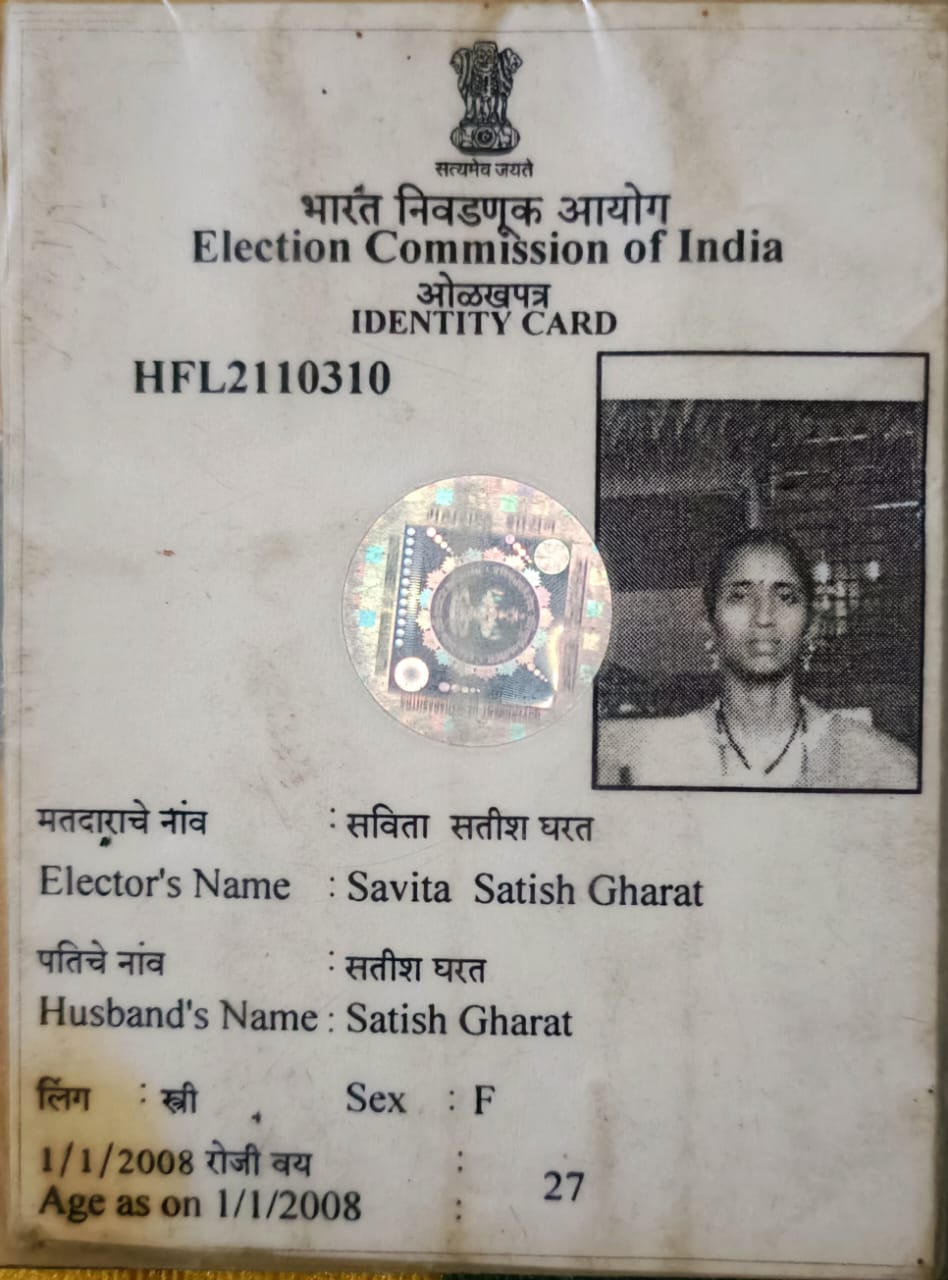 सत्यमेव जयते
भारत निवडणूक आयोग
Election Commission of India
ओळखपत्र
IDENTITY CARD
HFL2110310
मतदाराचे नांव : सविता सतीश घरत
Elector's Name : Savita Satish Gharat
पतिचे नांव : सतीश घरत
Husband's Name : Satish Gharat
लिंग : स्त्री Sex : F
1/1/2008 रोजी वय :
Age as on 1/1/2008 : 27